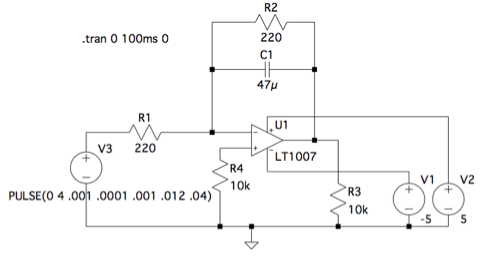 R2
.tran 0 100ms 0
220
C1
47µ
R1
U1
V3
220
LT1007
R4
10k
V1
V2
PULSE(0 4 .001 .0001 .001 .012 .04)
R3
10k
-5
5